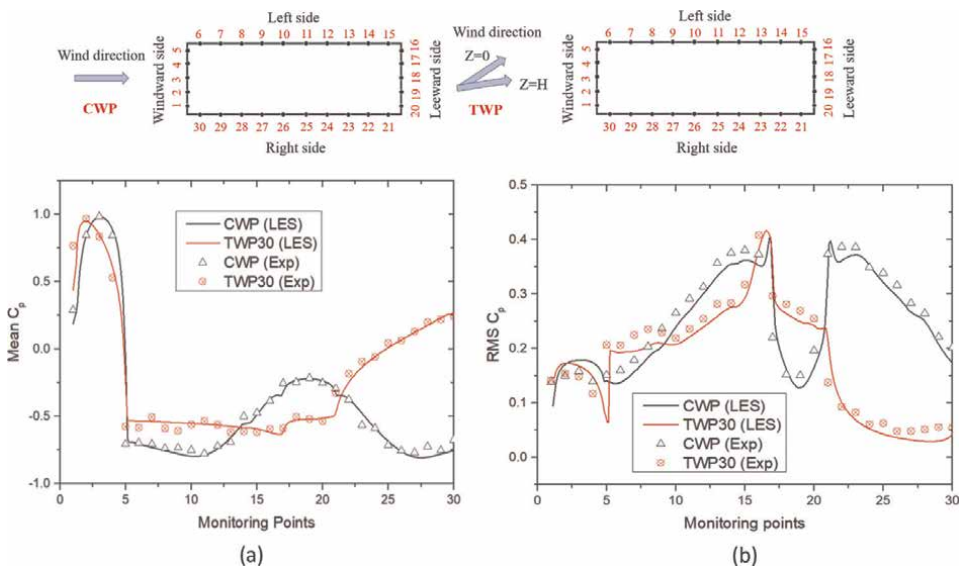 Left side
6 7 8 9 10 11 12 13 14 15
Wind direction
CWP
Windward side
5
4
3
2
1
16
17
18
19
20
Leeward side
30 29 28 27 26 25 24 23 22 21
Right side
Left side
6 7 8 9 10 11 12 13 14 15
Wind direction
Z=0
Z=H
TWP
Windward side
5
4
3
2
1
16
17
18
19
20
Leeward side
30 29 28 27 26 25 24 23 22 21
Right side
Mean Cp
1.0
0.5
0.0
-0.5
-1.0
CWP (LES)
TWP30 (LES)
CWP (Exp)
TWP30 (Exp)
0 5 10 15 20 25 30
Monitoring Points
(a)
RMS Cp
0.5
0.4
0.3
0.2
0.1
0.0
CWP (LES)
TWP30 (LES)
CWP (Exp)
TWP30 (Exp)
0 5 10 15 20 25 30
Monitoring points
(b)